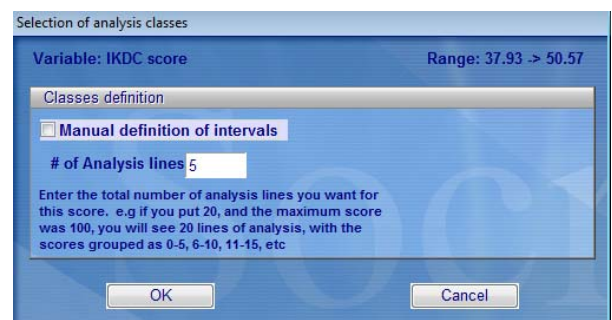 Selection of analysis classes
Variable: IKDC score
Range: 37.93 -> 50.57
Classes definition
Manual definition of intervals
# of Analysis lines 5
Enter the total number of analysis lines you want for
this score. e.g if you put 20, and the maximum score
was 100, you will see 20 lines of analysis, with the
scores grouped as 0-5, 6-10, 11-15, etc
OK
Cancel